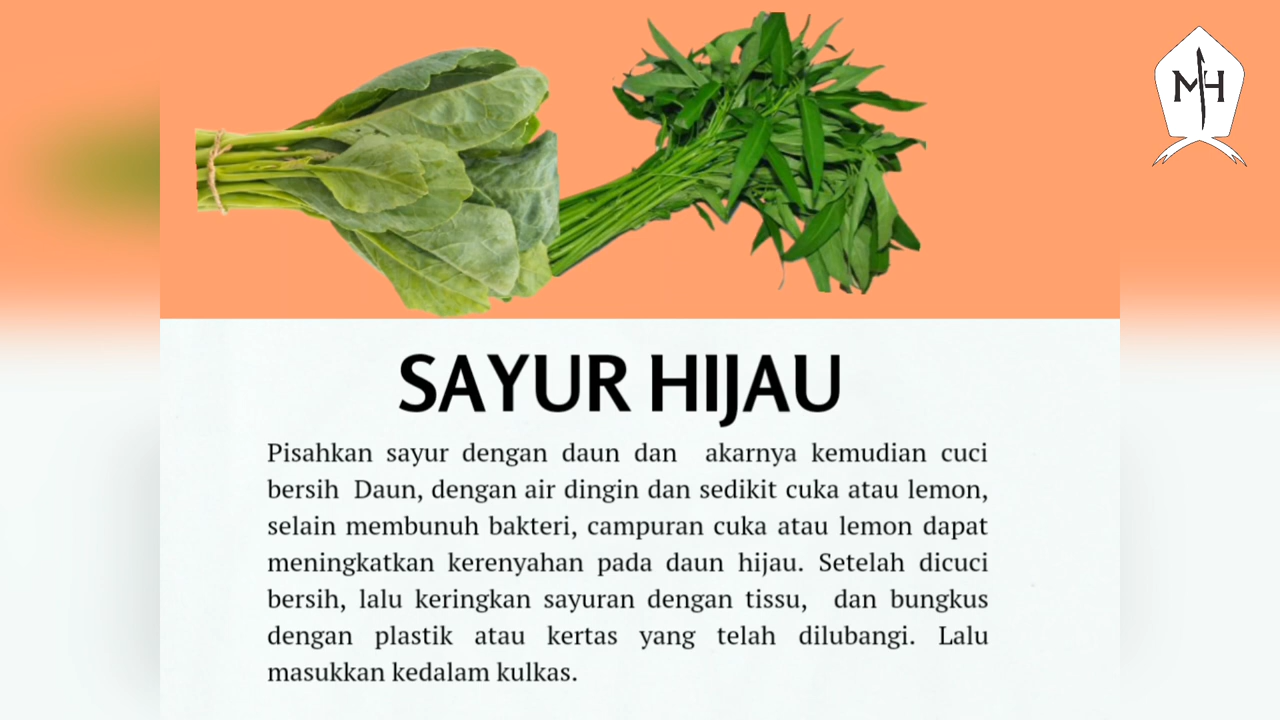 MH
SAYUR HIJAU
Pisahkan sayur dengan daun dan akarnya kemudian cuci
bersih Daun, dengan air dingin dan sedikit cuka atau lemon,
selain membunuh bakteri, campuran cuka atau lemon dapat
meningkatkan kerenyahan pada daun hijau. Setelah dicuci
bersih, lalu keringkan sayuran dengan tissu, dan bungkus
dengan plastik atau kertas yang telah dilubangi. Lalu
masukkan kedalam kulkas.